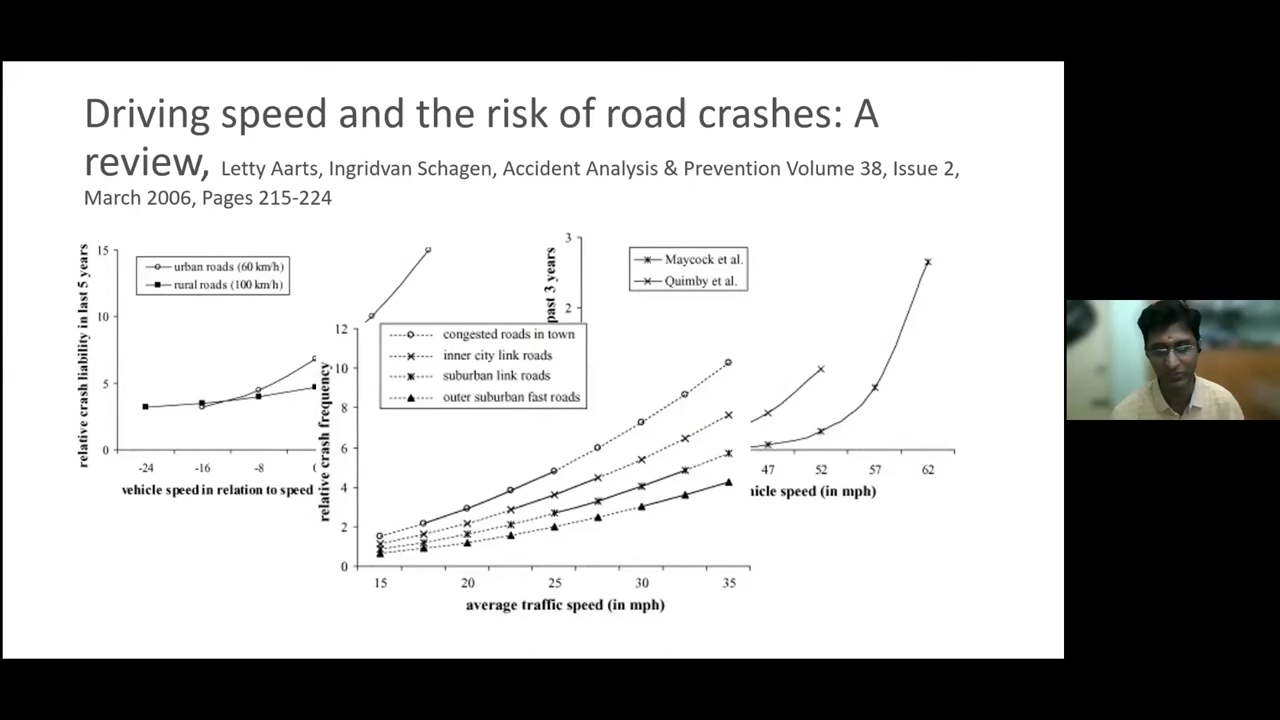 Driving speed and the risk of road crashes: A
review, Letty Aarts, Ingridvan Schagen, Accident Analysis & Prevention Volume 38, Issue 2,
March 2006, Pages 215-224
relative crash liability in last 5 years
15
10
5
0
urban roads (60 km/h)
rural roads (100 km/h)
-24 -16 -8
vehicle speed in relation to speed
relative crash frequency
12
10
8
6
4
2
0
congested roads in town
inner city link roads
suburban link roads
outer suburban fast roads
15 20 25 30 35
average traffic speed (in mph)
past 3 years
3
2
Maycock et al.
Quimby et al.
47 52 57 62
hicle speed (in mph)